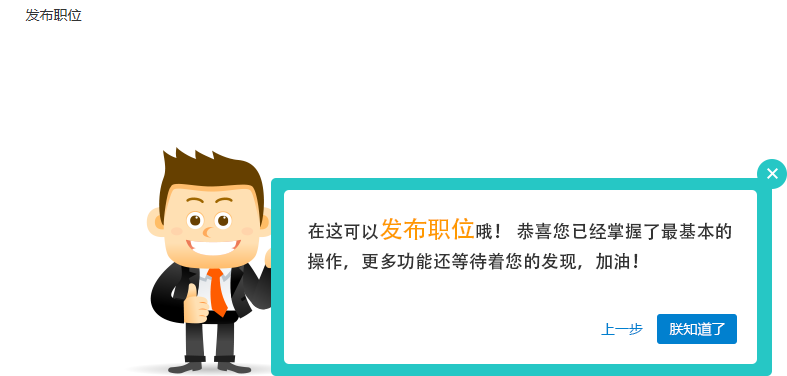 发布职位
在这可以发布职位哦！ 恭喜您已经掌握了最基本的
操作，更多功能还等待着您的发现，加油！
上一步 朕知道了